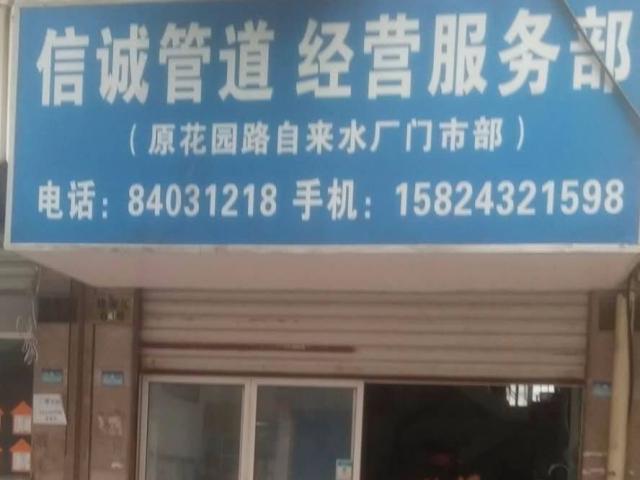 信诚管道 经营服务部
（原花园路自来水厂门市部）
电话：84031218 手机：15824321598